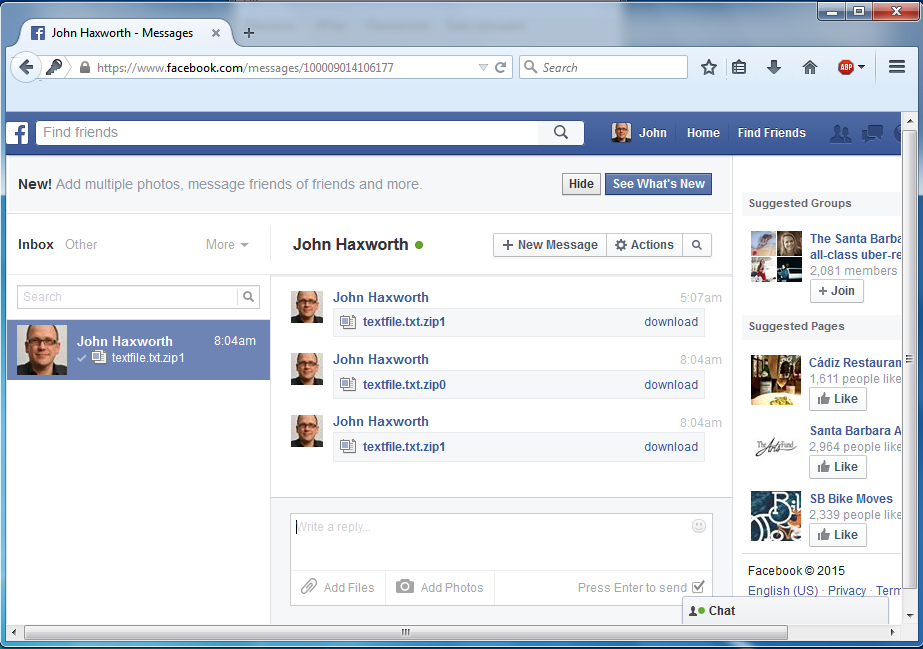 John Haxworth - Messages
https://www.facebook.com/messages/100009014106177
Search
ABP
f
Find friends
John
Home
Find Friends
New! Add multiple photos, message friends of friends and more.
Hide
See What's New
Inbox
Other
More
John Haxworth
+ New Message
Actions
Search
John Haxworth
8:04am
textfile.txt.zip1
John Haxworth
5:07am
textfile.txt.zip1
download
John Haxworth
8:04am
textfile.txt.zip0
download
John Haxworth
8:04am
textfile.txt.zip1
download
Write a reply...
Add Files
Add Photos
Press Enter to send
Suggested Groups
The Santa Barba
all-class uber-re
2,081 members
+ Join
Suggested Pages
Cádiz Restauran
1,611 people like
Like
The Arts Fund
Santa Barbara A
2,964 people like
Like
SB Bike Moves
2,339 people like
Like
Facebook © 2015
English (US) · Privacy · Term
Chat